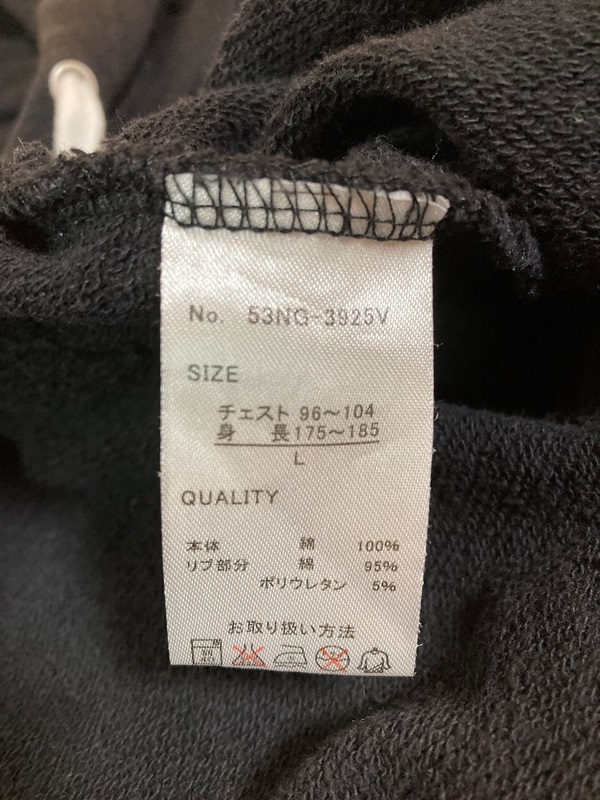 No. 53NG-3925V
SIZE
チェスト 96～104
身 長175～185
L
QUALITY
本体 綿 100%
リブ部分 綿 95%
ポリウレタン 5%
お取り扱い方法